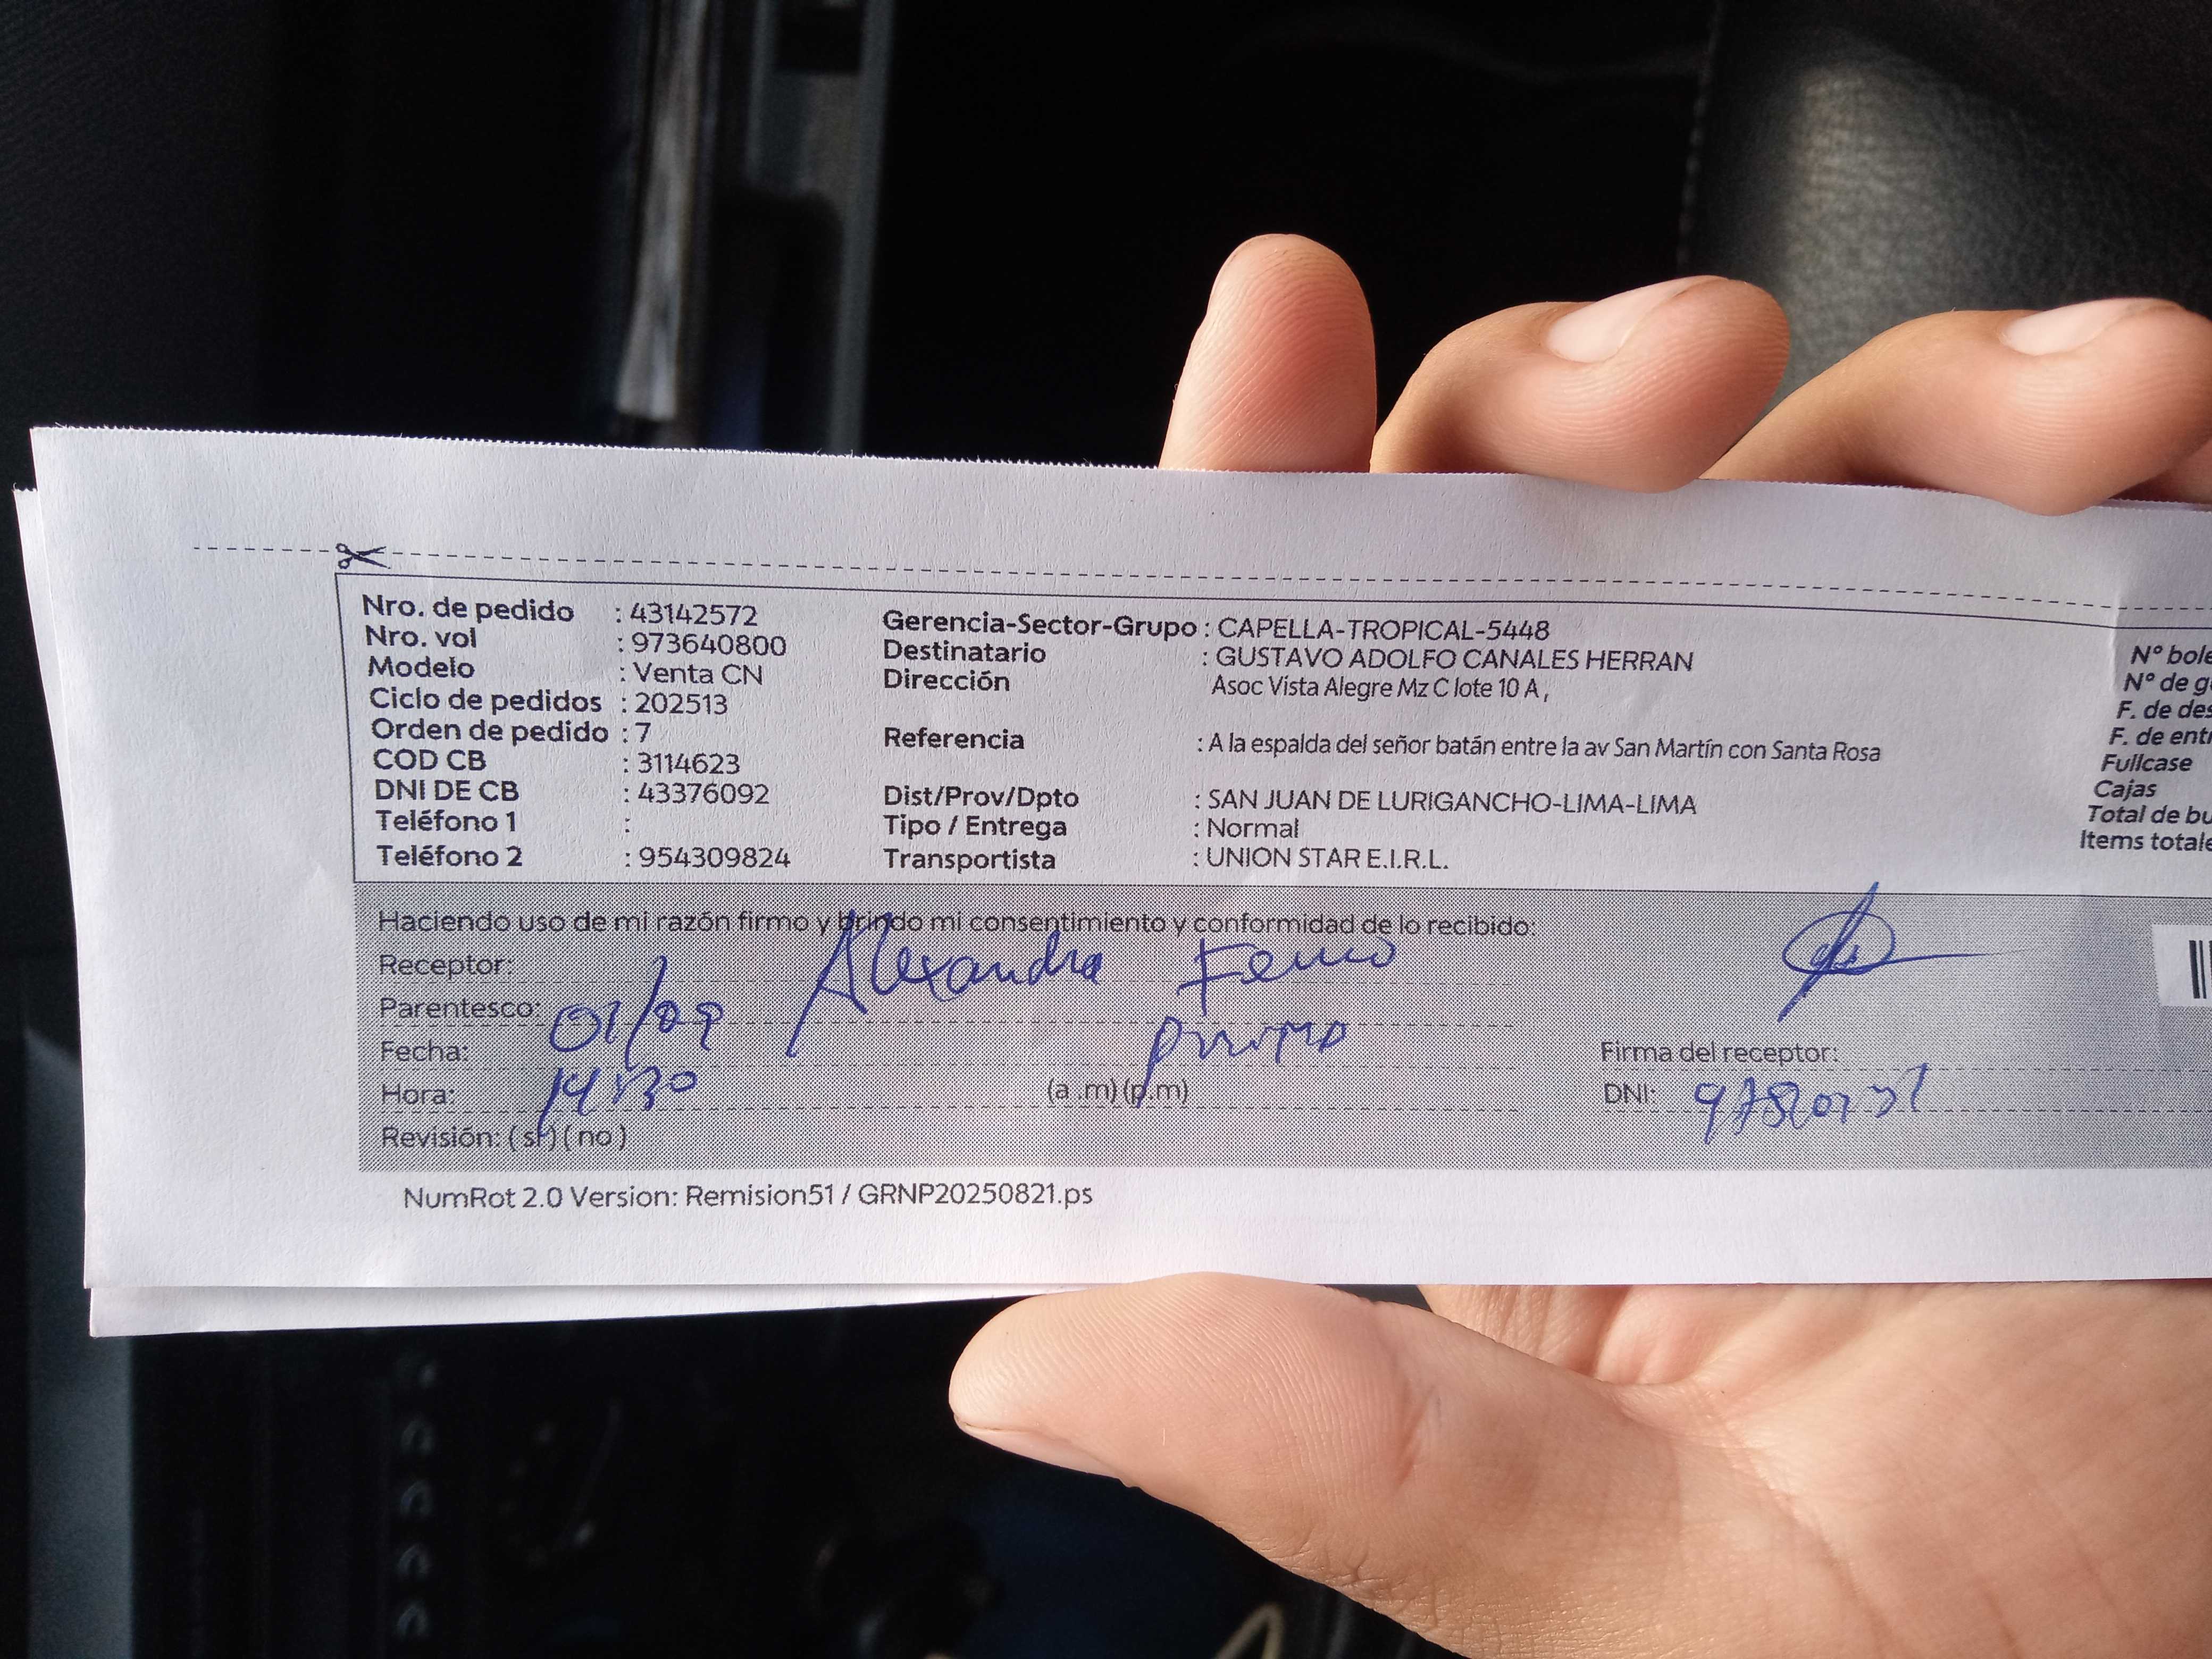 Nro. de pedido : 43142572
Nro. vol : 973640800
Modelo : Venta CN
Ciclo de pedidos : 202513
Orden de pedido : 7
COD CB : 3114623
DNI DE CB : 43376092
Teléfono 1 :
Teléfono 2 : 954309824
Gerencia-Sector-Grupo : CAPELLA-TROPICAL-5448
Destinatario : GUSTAVO ADOLFO CANALES HERRAN
Dirección Asoc Vista Alegre Mz C lote 10 A ,
Referencia : A la espalda del señor batán entre la av San Martín con Santa Rosa
Dist/Prov/Dpto : SAN JUAN DE LURIGANCHO-LIMA-LIMA
Tipo / Entrega : Normal
Transportista : UNION STAR E.I.R.L.
N° bole
N° de g
F. de des
F. de entr
Fullcase
Cajas
Total de bu
Items totale
Haciendo uso de mi razón firmo y brindo mi consentimiento y conformidad de lo recibido:
Receptor: Alexandra
Parentesco:
Fecha: 01/09
Hora: 14:30 (a .m) (p.m)
Revisión: ( si ) ( no )
Firma del receptor:
DNI:
NumRot 2.0 Version: Remision51 / GRNP20250821.ps